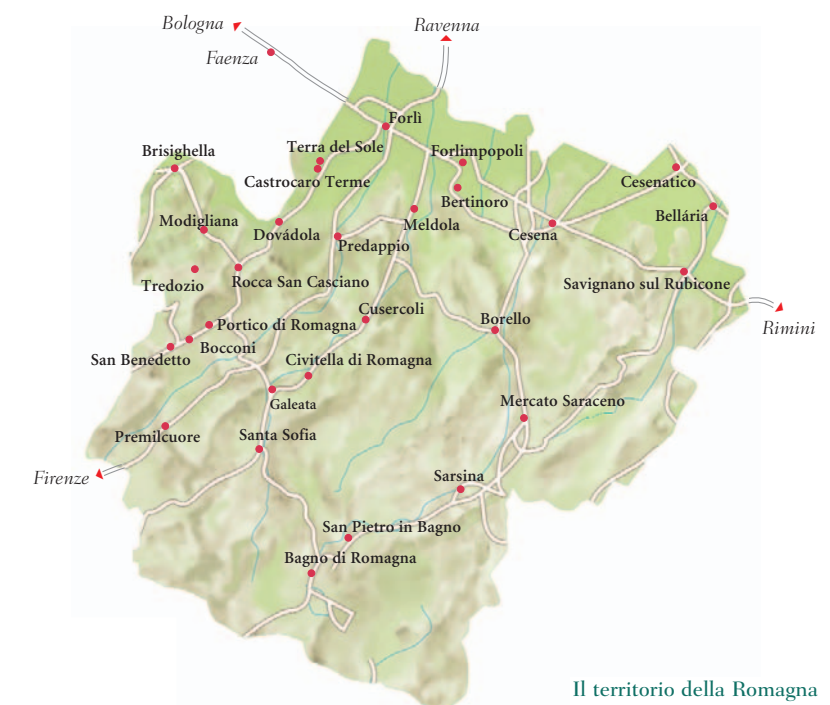 Bologna
Ravenna
Faenza
Forlì
Terra del Sole
Forlimpopoli
Brisighella
Castrocaro Terme
Cesenatico
Bertinoro
Bellária
Modigliana
Meldola
Dovádola
Cesena
Predappio
Tredozio
Rocca San Casciano
Savignano sul Rubicone
Cusercoli
Borello
Portico di Romagna
Rimini
Bocconi
San Benedetto
Civitella di Romagna
Galeata
Mercato Saraceno
Premilcuore
Santa Sofia
Firenze
Sarsina
San Pietro in Bagno
Bagno di Romagna
Il territorio della Romagna